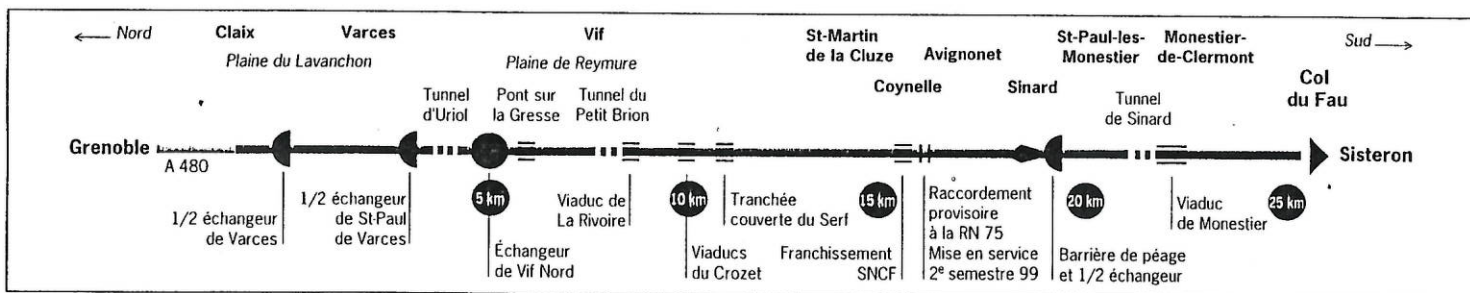 ← Nord
Claix
Varces
Vif
St-Martin
de la Cluze
Avignonet
St-Paul-les-
Monestier
Monestier-
de-Clermont
Sud →
Plaine du Lavanchon
Plaine de Reymure
Coynelle
Sinard
Col
du Fau
Tunnel
d'Uriol
Pont sur
la Gresse
Tunnel du
Petit Brion
Tunnel
de Sinard
Grenoble
A 480
Sisteron
5 km
10 km
15 km
20 km
25 km
1/2 échangeur
de Varces
1/2 échangeur
de St-Paul
de Varces
Échangeur
de Vif Nord
Viaduc de
La Rivoire
Viaducs
du Crozet
Tranchée
couverte du Serf
Franchissement
SNCF
Raccordement
provisoire
à la RN 75
Mise en service
2e semestre 99
Barrière de péage
et 1/2 échangeur
Viaduc
de Monestier